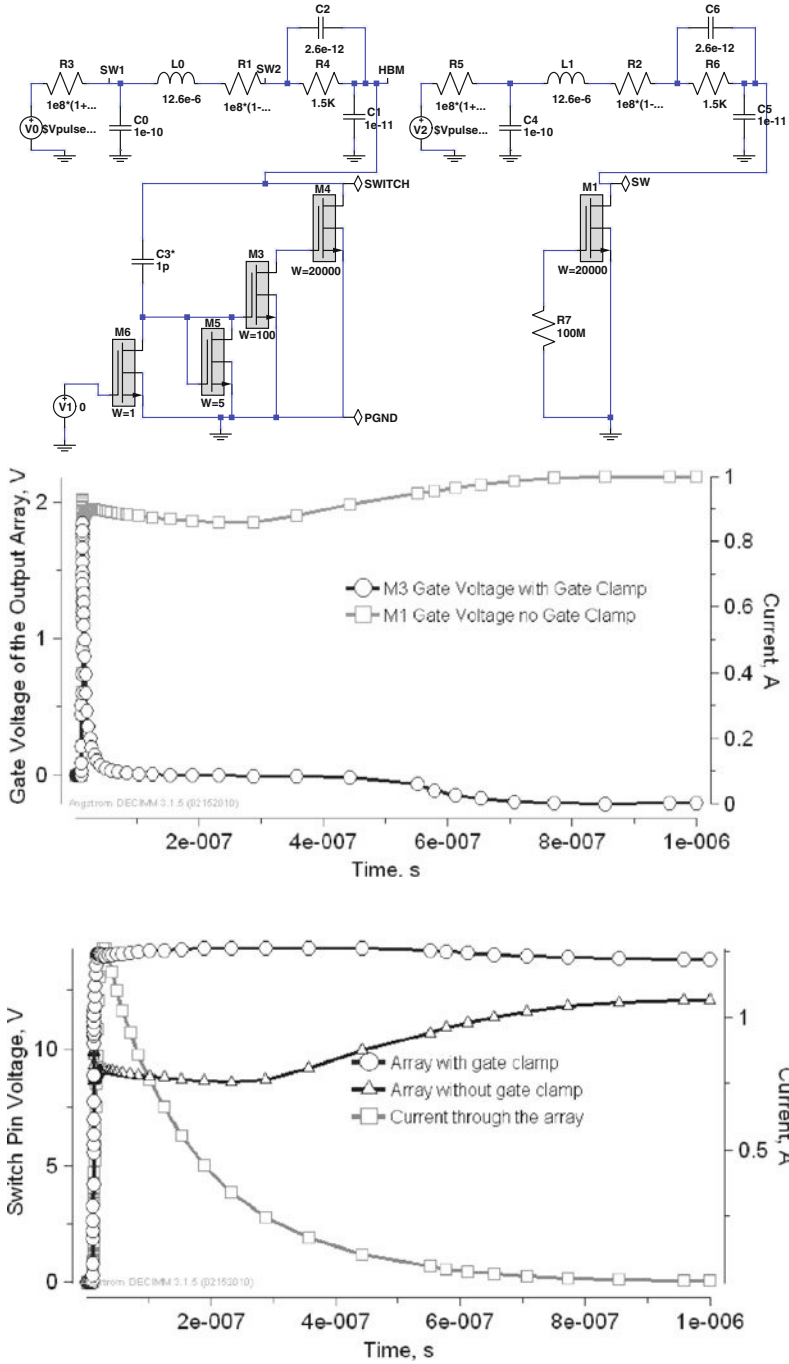 C2
2.6e-12
R3
1e8*(1+...
SW1
L0
12.6e-6
R1
1e8*(1-...
SW2
R4
1.5K
HBM
V0
$Vpulse...
C0
1e-10
C1
1e-11
SWITCH
M4
W=20000
C3*
1p
M3
W=100
M6
W=1
M5
W=5
V1
0
PGND
C6
2.6e-12
R5
1e8*(1+...
L1
12.6e-6
R2
1e8*(1-...
R6
1.5K
V2
$Vpulse...
C4
1e-10
C5
1e-11
M1
SW
W=20000
R7
100M
Gate Voltage of the Output Array, V
2
1
0
M3 Gate Voltage with Gate Clamp
M1 Gate Voltage no Gate Clamp
1
0.8
0.6
0.4
0.2
0
Current, A
Angstrom DECIMM 3.1.5 (02152010)
2e-007
4e-007
6e-007
8e-007
1e-006
Time, s
Switch Pin Voltage, V
10
5
0
Array with gate clamp
Array without gate clamp
Current through the array
1
0.5
Current, A
strom DECIMM 3.1.5 (02152010)
2e-007
4e-007
6e-007
8e-007
1e-006
Time, s